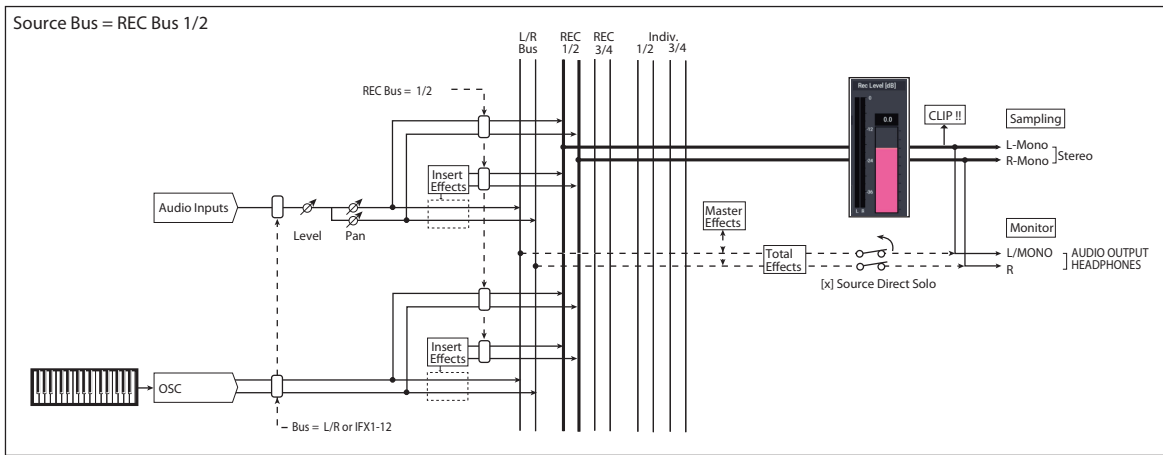 Source Bus = REC Bus 1/2
L/R
Bus
REC
1/2
REC
3/4
Indiv.
1/2
3/4
REC Bus = 1/2
Rec Level [dB]
0.0
L R
CLIP !!
Sampling
L-Mono
R-Mono
Stereo
Insert
Effects
Audio Inputs
Level
Pan
Master
Effects
Total
Effects
[x] Source Direct Solo
Monitor
L/MONO
R
AUDIO OUTPUT
HEADPHONES
Insert
Effects
OSC
Bus = L/R or IFX1-12